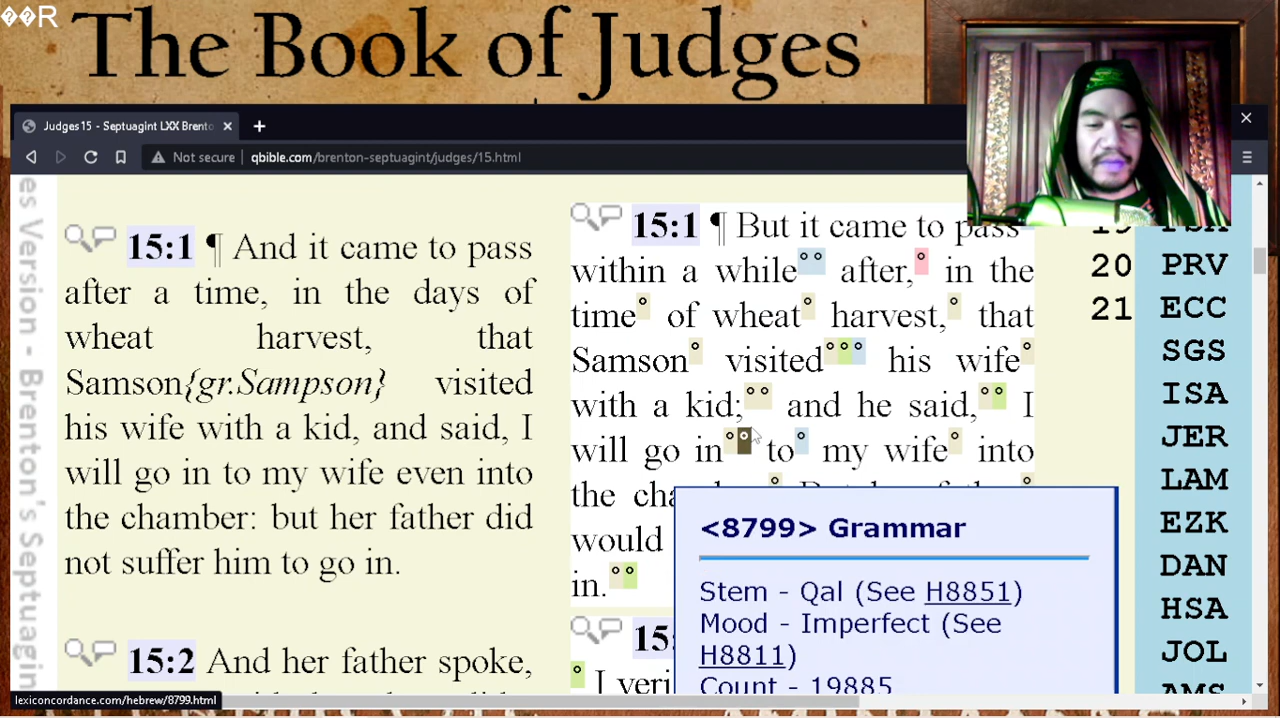 R
The Book of Judges
Judges 15 - Septuagint LXX Brento
Not secure qbible.com/brenton-septuagint/judges/15.html
es Version - Brenton's Septuagin
15:1 ¶ And it came to pass
after a time, in the days of
wheat harvest, that
Samson{gr.Sampson} visited
his wife with a kid, and said, I
will go in to my wife even into
the chamber: but her father did
not suffer him to go in.
15:2 And her father spoke,
15:1 ¶ But it came to pass
within a while°° after,° in the
time° of wheat° harvest,° that
Samson° visited°°° his wife°
with a kid;°° and he said,°° I
will go in°° to° my wife° into
the cha
would
in.°°
15:
° I veri
<8799> Grammar
Stem - Qal (See H8851)
Mood - Imperfect (See
H8811)
Count - 19885
20
21
PRV
ECC
SGS
ISA
JER
LAM
EZK
DAN
HSA
JOL
lexiconcordance.com/hebrew/8799.html